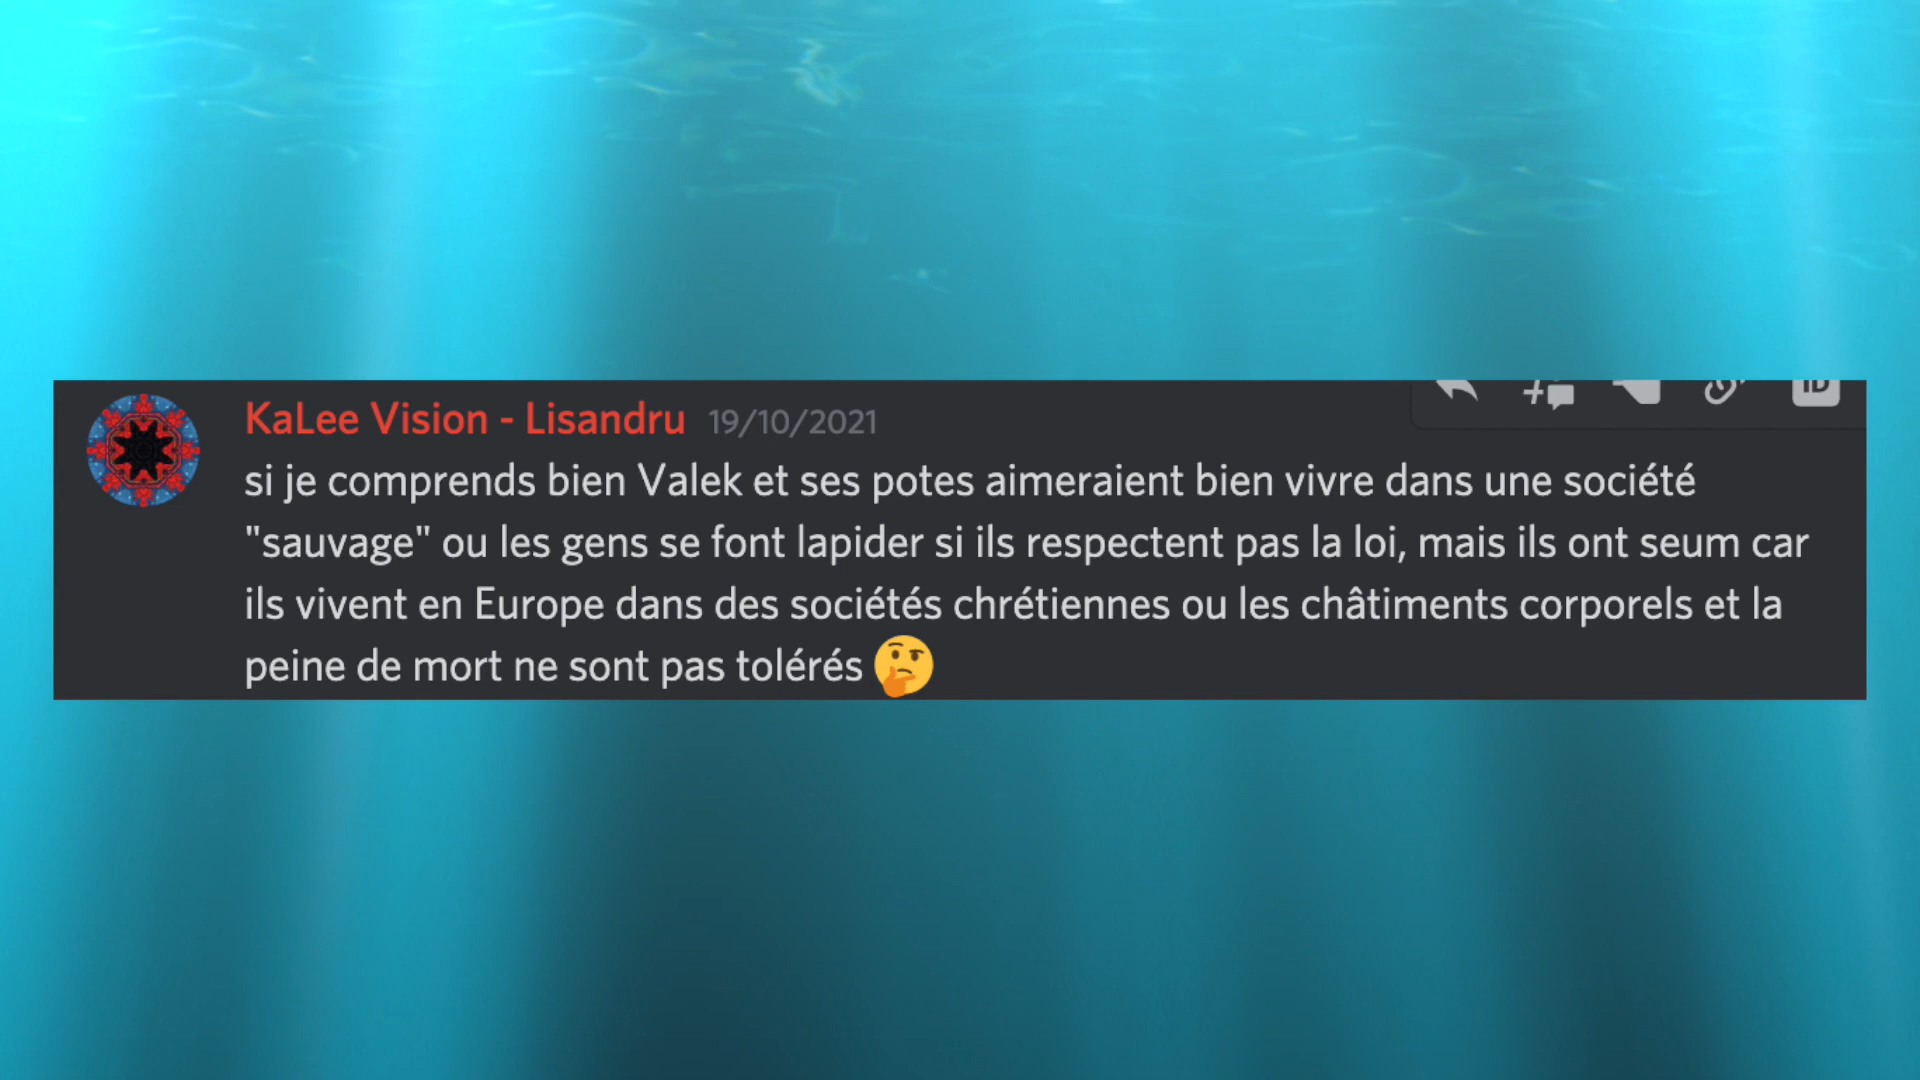 KaLee Vision - Lisandru 19/10/2021
si je comprends bien Valek et ses potes aimeraient bien vivre dans une société
"sauvage" ou les gens se font lapider si ils respectent pas la loi, mais ils ont seum car
ils vivent en Europe dans des sociétés chrétiennes ou les châtiments corporels et la
peine de mort ne sont pas tolérés 🤔